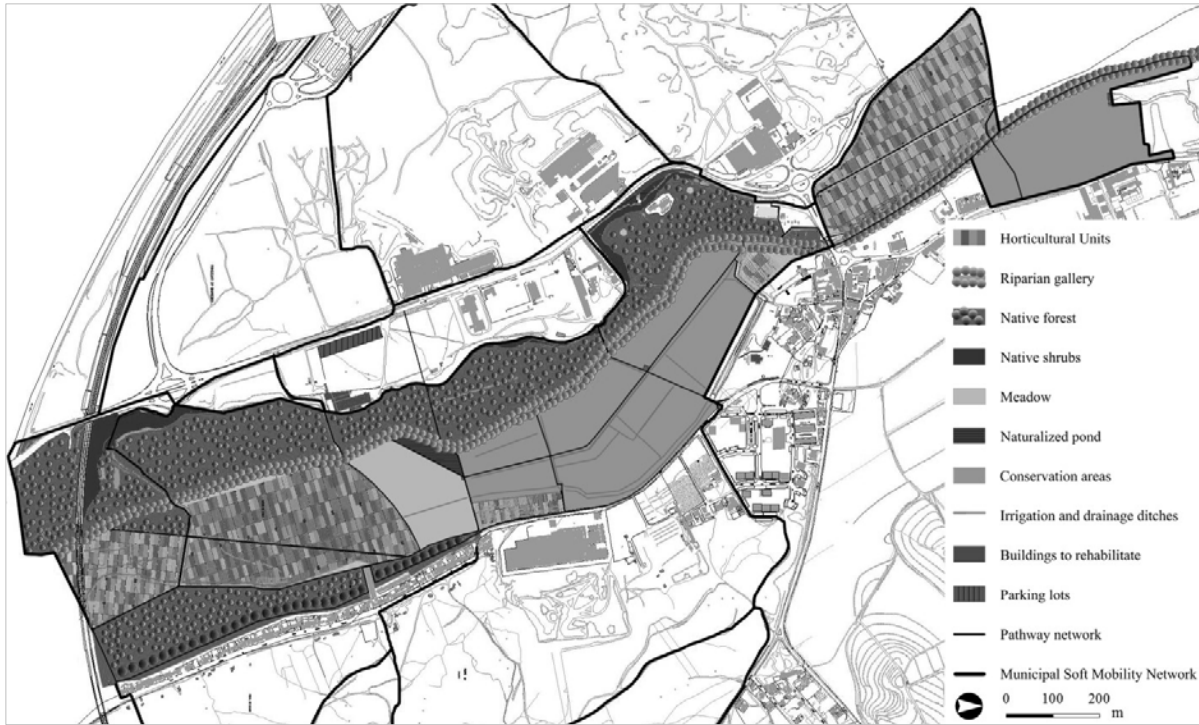 Horticultural Units
Riparian gallery
Native forest
Native shrubs
Meadow
Naturalized pond
Conservation areas
Irrigation and drainage ditches
Buildings to rehabilitate
Parking lots
Pathway network
Municipal Soft Mobility Network
0 100 200
m